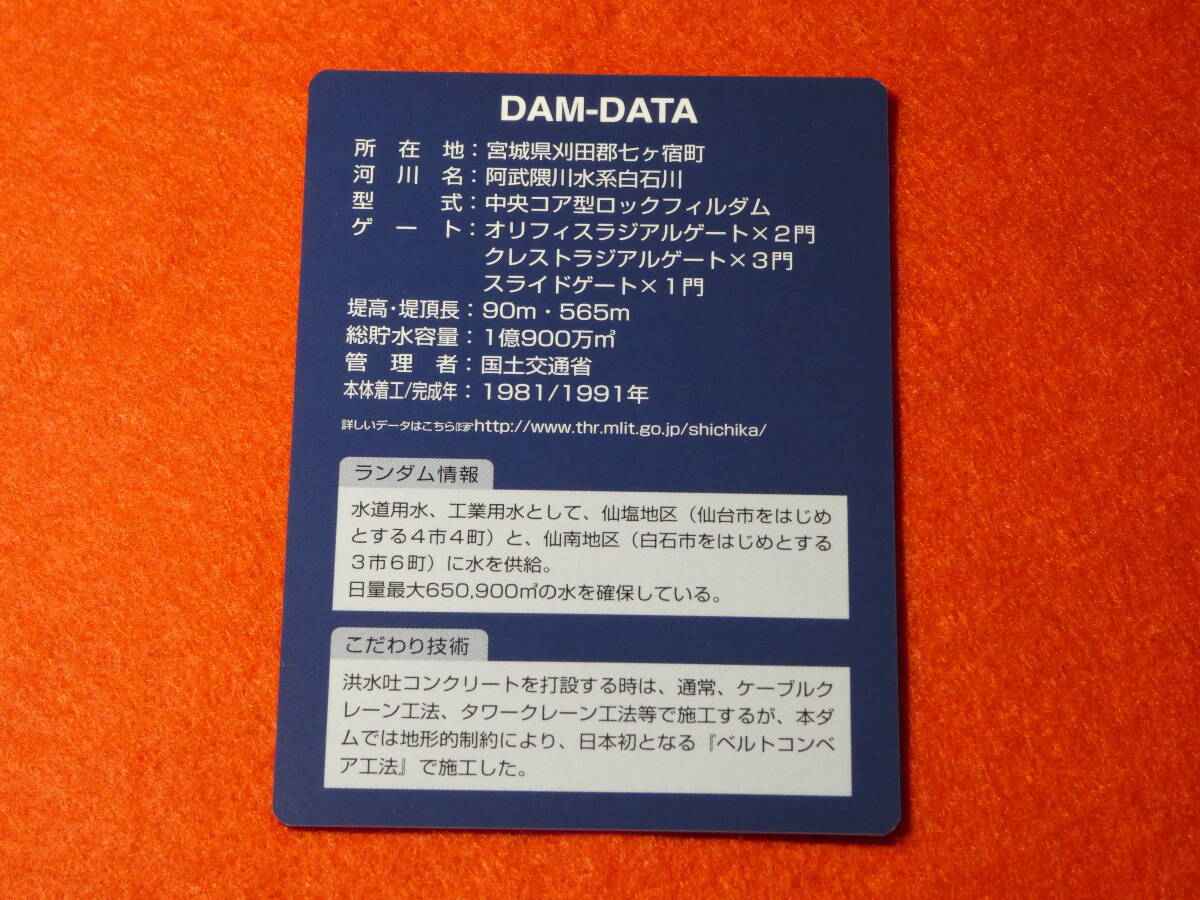 DAM-DATA
所在地：宮城県刈田郡七ヶ宿町
河川名：阿武隈川水系白石川
型式：中央コア型ロックフィルダム
ゲート：オリフィスラジアルゲート×２門
クレストラジアルゲート×３門
スライドゲート×１門
堤高・堤頂長：90m・565m
総貯水容量：１億900万㎥
管理者：国土交通省
本体着工/完成年：1981/1991年
詳しいデータはこちら☞http://www.thr.mlit.go.jp/shichika/
ランダム情報
水道用水、工業用水として、仙塩地区（仙台市をはじめ
とする４市４町）と、仙南地区（白石市をはじめとする
３市６町）に水を供給。
日量最大650,900㎥の水を確保している。
こだわり技術
洪水吐コンクリートを打設する時は、通常、ケーブルク
レーン工法、タワークレーン工法等で施工するが、本ダ
ムでは地形的制約により、日本初となる『ベルトコンベ
ア工法』で施工した。